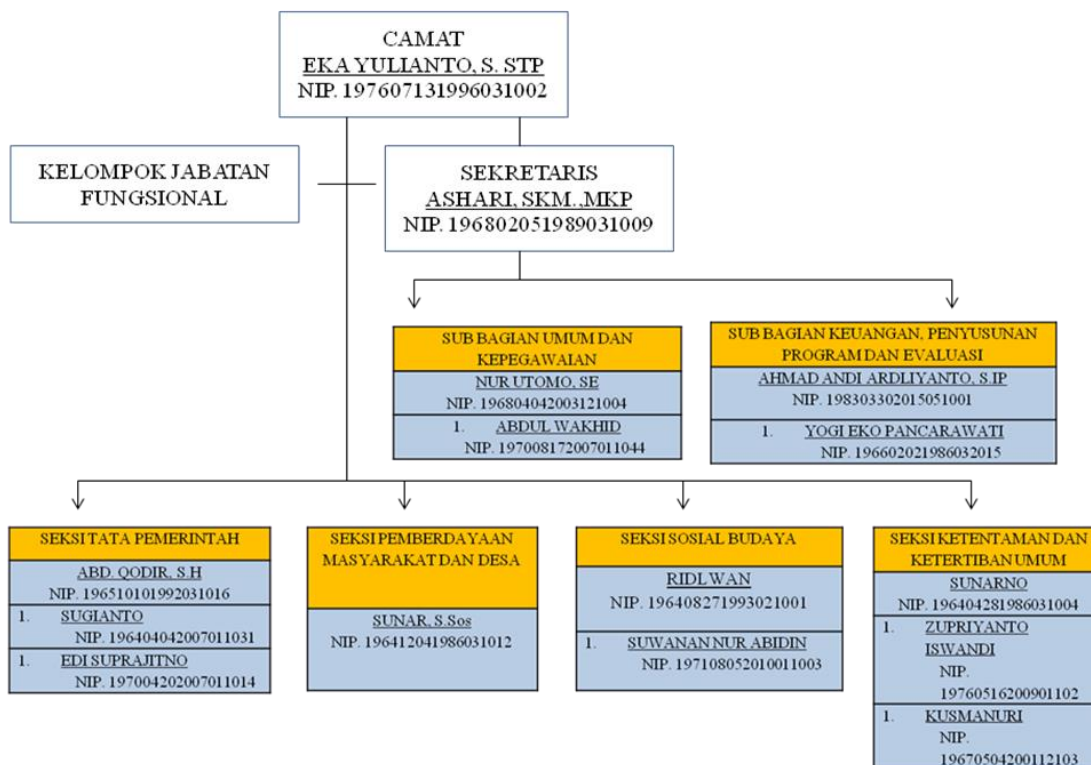 CAMAT
EKA YULIANTO, S. STP
NIP. 197607131996031002
KELOMPOK JABATAN
FUNGSIONAL
SEKRETARIS
ASHARI, SKM.,MKP
NIP. 196802051989031009
SUB BAGIAN UMUM DAN
KEPEGAWAIAN
NUR UTOMO, SE
NIP. 196804042003121004
1. ABDUL WAKHID
NIP. 197008172007011044
SUB BAGIAN KEUANGAN, PENYUSUNAN
PROGRAM DAN EVALUASI
AHMAD ANDI ARDLIYANTO, S.IP
NIP. 198303302015051001
1. YOGI EKO PANCARAWATI
NIP. 196602021986032015
SEKSI TATA PEMERINTAH
ABD. QODIR, S.H
NIP. 196510101992031016
1. SUGIANTO
NIP. 196404042007011031
1. EDI SUPRAJITNO
NIP. 197004202007011014
SEKSI PEMBERDAYAAN
MASYARAKAT DAN DESA
SUNAR, S.Sos
NIP. 196412041986031012
SEKSI SOSIAL BUDAYA
RIDLWAN
NIP. 196408271993021001
1. SUWANAN NUR ABIDIN
NIP. 197108052010011003
SEKSI KETENTAMAN DAN
KETERTIBAN UMUM
SUNARNO
NIP. 196404281986031004
1. ZUPRIYANTO
ISWANDI
NIP.
19760516200901102
1. KUSMANURI
NIP.
19670504200112103